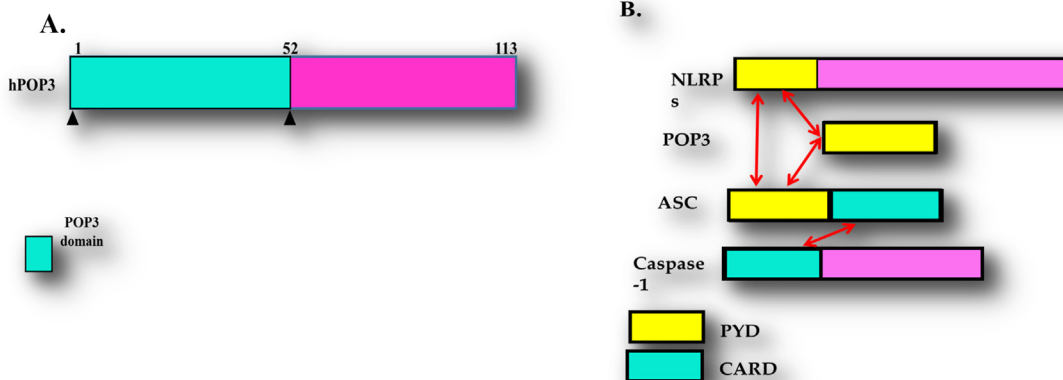 A.
1 52 113
hPOP3
POP3
domain
B.
NLRP
s
POP3
ASC
Caspase
-1
PYD
CARD